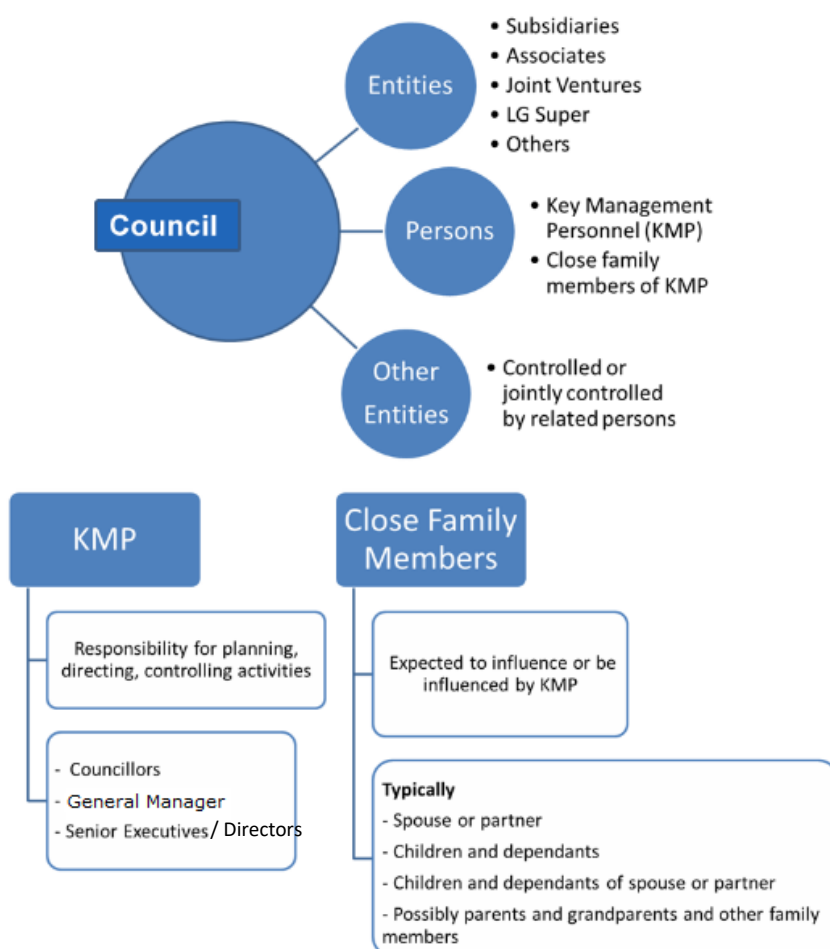 • Subsidiaries
• Associates
• Joint Ventures
• LG Super
• Others
Entities
Council
Persons
• Key Management
Personnel (KMP)
• Close family
members of KMP
Other
Entities
• Controlled or
jointly controlled
by related persons
KMP
Responsibility for planning,
directing, controlling activities
- Councillors
- General Manager
- Senior Executives/ Directors
Close Family
Members
Expected to influence or be
influenced by KMP
Typically
- Spouse or partner
- Children and dependants
- Children and dependants of spouse or partner
- Possibly parents and grandparents and other family
members